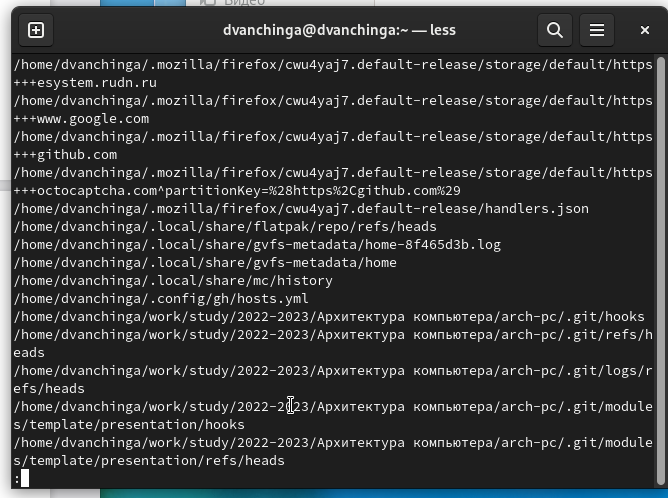 Видео
dvanchinga@dvanchinga:~ — less
/home/dvanchinga/.mozilla/firefox/cwu4yaj7.default-release/storage/default/https
+++esystem.rudn.ru
/home/dvanchinga/.mozilla/firefox/cwu4yaj7.default-release/storage/default/https
+++www.google.com
/home/dvanchinga/.mozilla/firefox/cwu4yaj7.default-release/storage/default/https
+++github.com
/home/dvanchinga/.mozilla/firefox/cwu4yaj7.default-release/storage/default/https
+++octocaptcha.com^partitionKey=%28https%2Cgithub.com%29
/home/dvanchinga/.mozilla/firefox/cwu4yaj7.default-release/handlers.json
/home/dvanchinga/.local/share/flatpak/repo/refs/heads
/home/dvanchinga/.local/share/gvfs-metadata/home-8f465d3b.log
/home/dvanchinga/.local/share/gvfs-metadata/home
/home/dvanchinga/.local/share/mc/history
/home/dvanchinga/.config/gh/hosts.yml
/home/dvanchinga/work/study/2022-2023/Архитектура компьютера/arch-pc/.git/hooks
/home/dvanchinga/work/study/2022-2023/Архитектура компьютера/arch-pc/.git/refs/h
eads
/home/dvanchinga/work/study/2022-2023/Архитектура компьютера/arch-pc/.git/logs/r
efs/heads
/home/dvanchinga/work/study/2022-2023/Архитектура компьютера/arch-pc/.git/module
s/template/presentation/hooks
/home/dvanchinga/work/study/2022-2023/Архитектура компьютера/arch-pc/.git/module
s/template/presentation/refs/heads
: